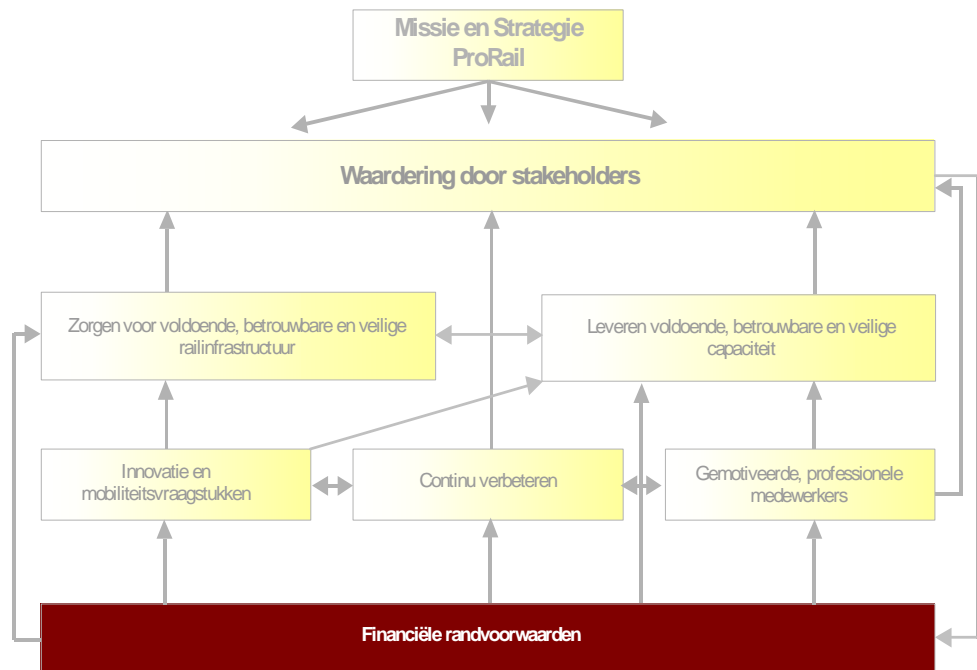 Missie en Strategie
ProRail
Waardering door stakeholders
Zorgen voor voldoende, betrouwbare en veilige
railinfrastructuur
Leveren voldoende, betrouwbare en veilige
capaciteit
Innovatie en
mobiliteitsvraagstukken
Continu verbeteren
Gemotiveerde, professionele
medewerkers
Financiële randvoorwaarden